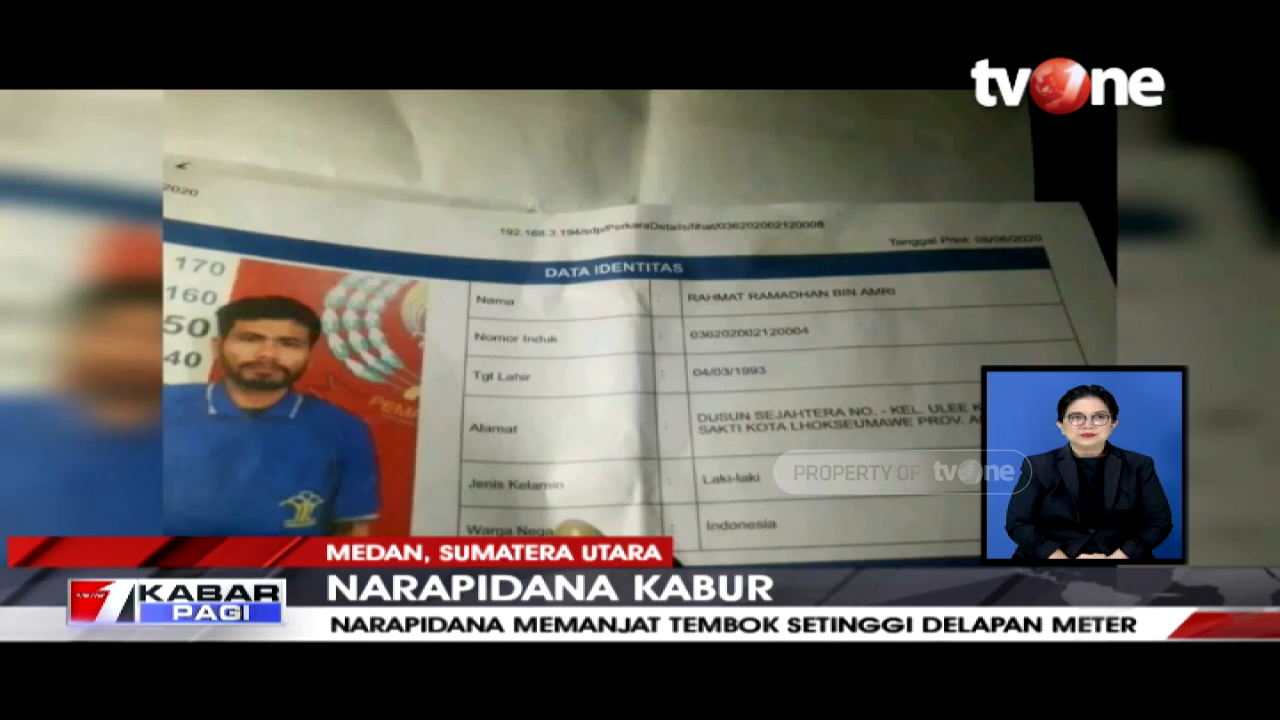 tvOne
2020
192.168.3.194/sdp/PerkaraDetails/lihat/036202002120008
Tanggal Print: 08/06/2020
DATA IDENTITAS
170
160
50
40
Nama : RAHMAT RAMADHAN BIN AMRI
Nomor Induk : 036202002120004
Tgl Lahir : 04/03/1993
Alamat : DUSUN SEJAHTERA NO. - KEL. ULEE
SAKTI KOTA LHOKSEUMAWE PROV.
Jenis Kelamin : Laki-laki
Warga Nega : Indonesia
PROPERTY OF tvOne
MEDAN, SUMATERA UTARA
NARAPIDANA KABUR
1 KABAR
PAGI
NARAPIDANA MEMANJAT TEMBOK SETINGGI DELAPAN METER